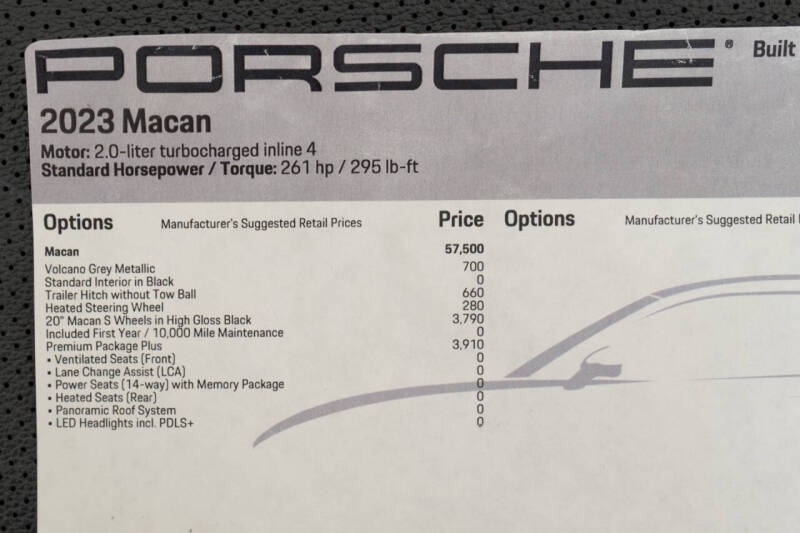 PORSCHE® Built
2023 Macan
Motor: 2.0-liter turbocharged inline 4
Standard Horsepower / Torque: 261 hp / 295 lb-ft
Options Manufacturer's Suggested Retail Prices Price Options Manufacturer's Suggested Retail
Macan 57,500
Volcano Grey Metallic 700
Standard Interior in Black 0
Trailer Hitch without Tow Ball 660
Heated Steering Wheel 280
20" Macan S Wheels in High Gloss Black 3,790
Included First Year / 10,000 Mile Maintenance 0
Premium Package Plus 3,910
• Ventilated Seats (Front) 0
• Lane Change Assist (LCA) 0
• Power Seats (14-way) with Memory Package 0
• Heated Seats (Rear) 0
• Panoramic Roof System 0
• LED Headlights incl. PDLS+ 0